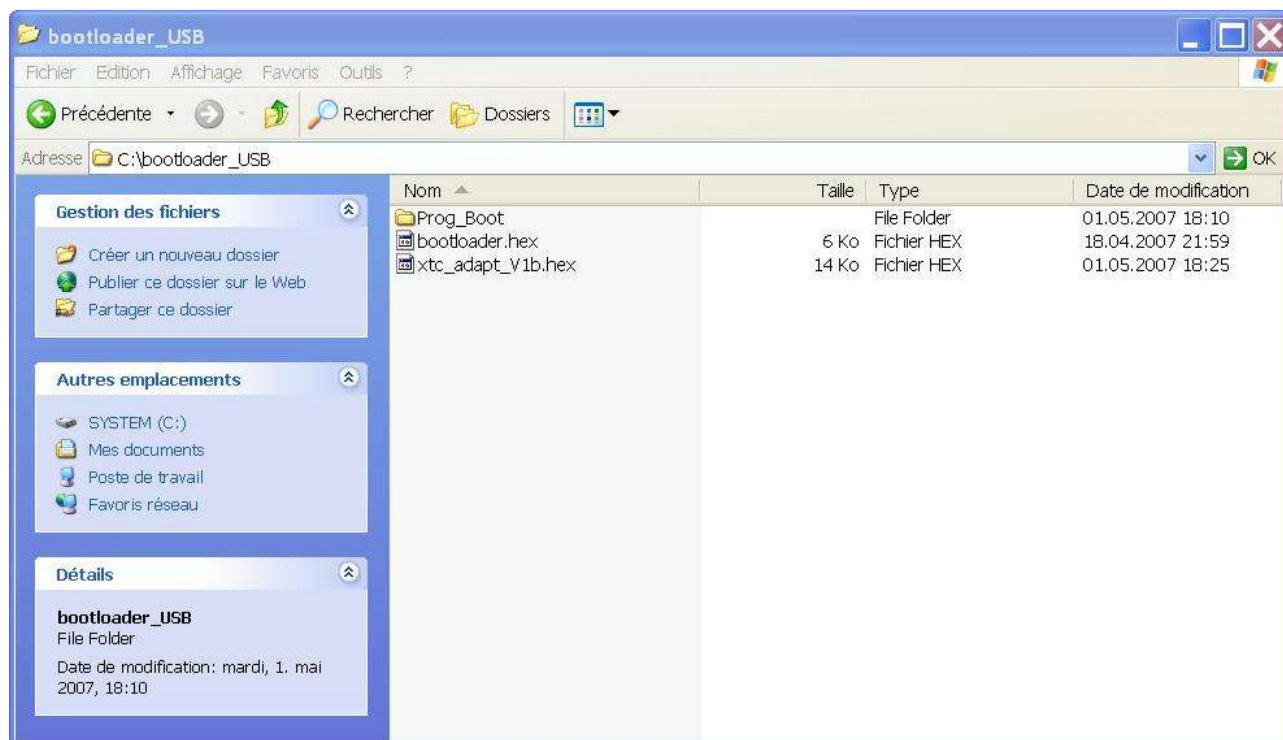 bootloader_USB
Fichier Edition Affichage Favoris Outils ?
Précédente Rechercher Dossiers
Adresse C:\bootloader_USB OK
Gestion des fichiers
Créer un nouveau dossier
Publier ce dossier sur le Web
Partager ce dossier
Autres emplacements
SYSTEM (C:)
Mes documents
Poste de travail
Favoris réseau
Détails
bootloader_USB
File Folder
Date de modification: mardi, 1. mai
2007, 18:10
Nom Taille Type Date de modification
Prog_Boot File Folder 01.05.2007 18:10
bootloader.hex 6 Ko Fichier HEX 18.04.2007 21:59
xtc_adapt_V1b.hex 14 Ko Fichier HEX 01.05.2007 18:25